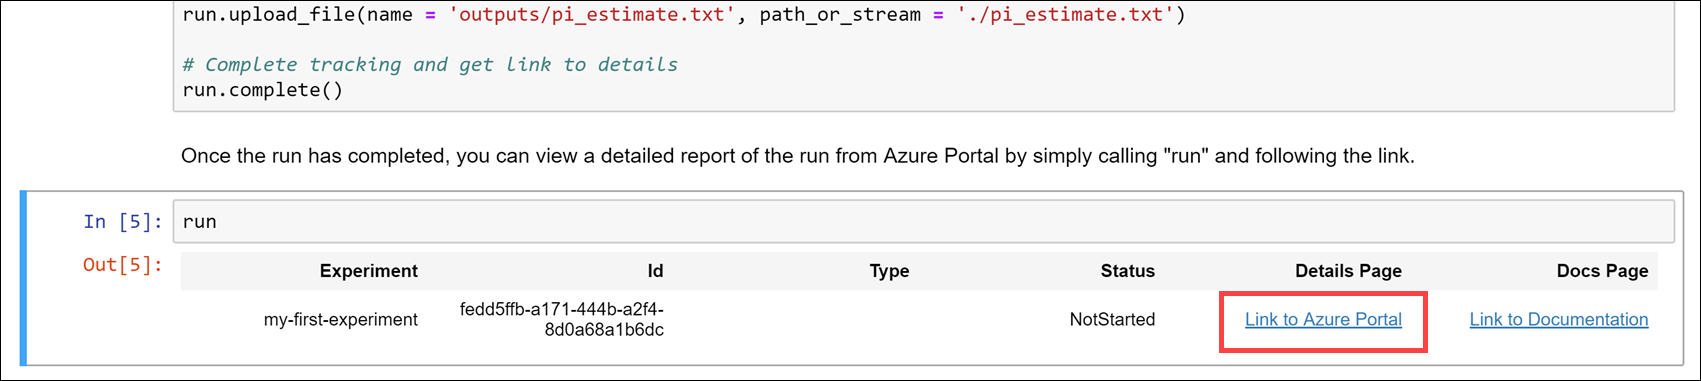 run.upload_file(name = 'outputs/pi_estimate.txt', path_or_stream = './pi_estimate.txt')
# Complete tracking and get link to details
run.complete()
Once the run has completed, you can view a detailed report of the run from Azure Portal by simply calling "run" and following the link.
In [5]: run
Out[5]:
Experiment Id Type Status Details Page Docs Page
my-first-experiment fedd5ffb-a171-444b-a2f4-8d0a68a1b6dc NotStarted Link to Azure Portal Link to Documentation